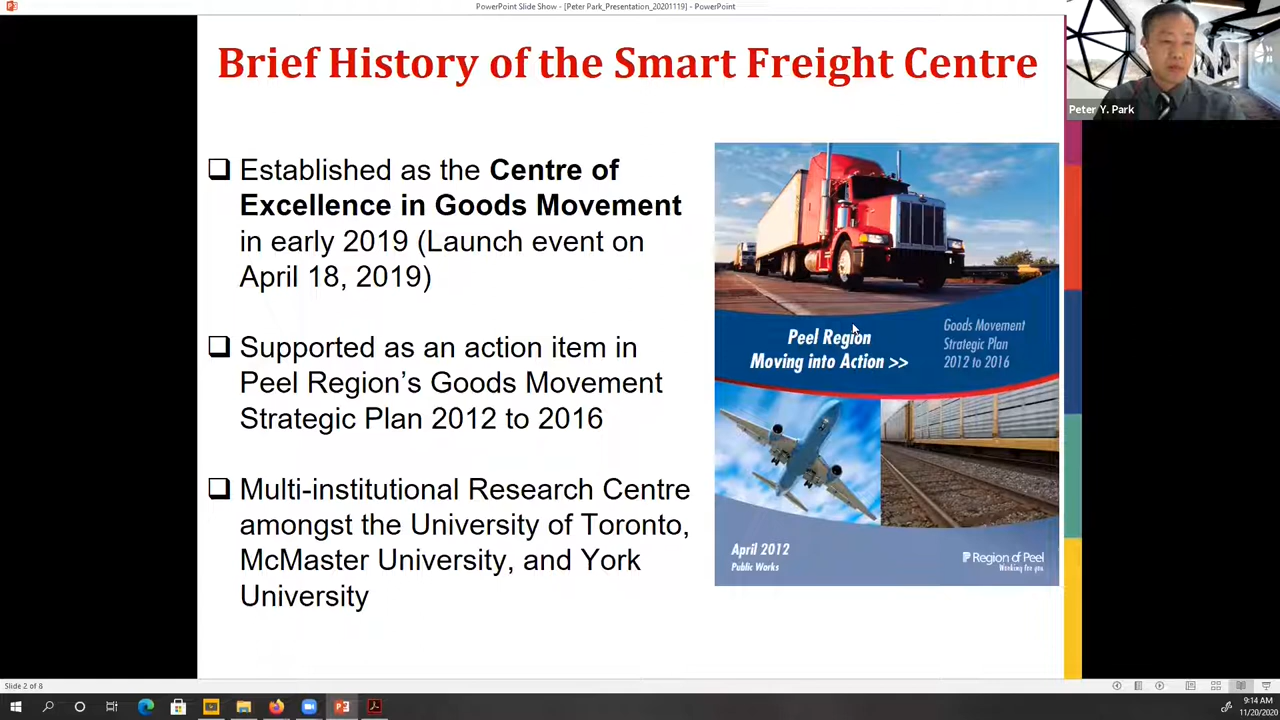 PowerPoint Slide Show - [Peter Park_Presentation_20201119] - PowerPoint
Brief History of the Smart Freight Centre
Peter Y. Park
Established as the Centre of
Excellence in Goods Movement
in early 2019 (Launch event on
April 18, 2019)
Supported as an action item in
Peel Region's Goods Movement
Strategic Plan 2012 to 2016
Multi-institutional Research Centre
amongst the University of Toronto,
McMaster University, and York
University
Peel Region
Moving into Action >>
Goods Movement
Strategic Plan
2012 to 2016
April 2012
Public Works
Region of Peel
Working for you
Slide 2 of 8
9:14 AM
11/20/2020